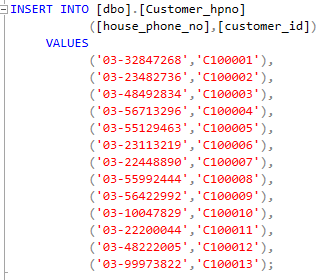 INSERT INTO [dbo].[Customer_hpno]
([house_phone_no],[customer_id])
VALUES
('03-32847268','C100001'),
('03-23482736','C100002'),
('03-48492834','C100003'),
('03-56713296','C100004'),
('03-55129463','C100005'),
('03-23113219','C100006'),
('03-22448890','C100007'),
('03-55992444','C100008'),
('03-56422992','C100009'),
('03-10047829','C100010'),
('03-22200044','C100011'),
('03-48222005','C100012'),
('03-99973822','C100013');